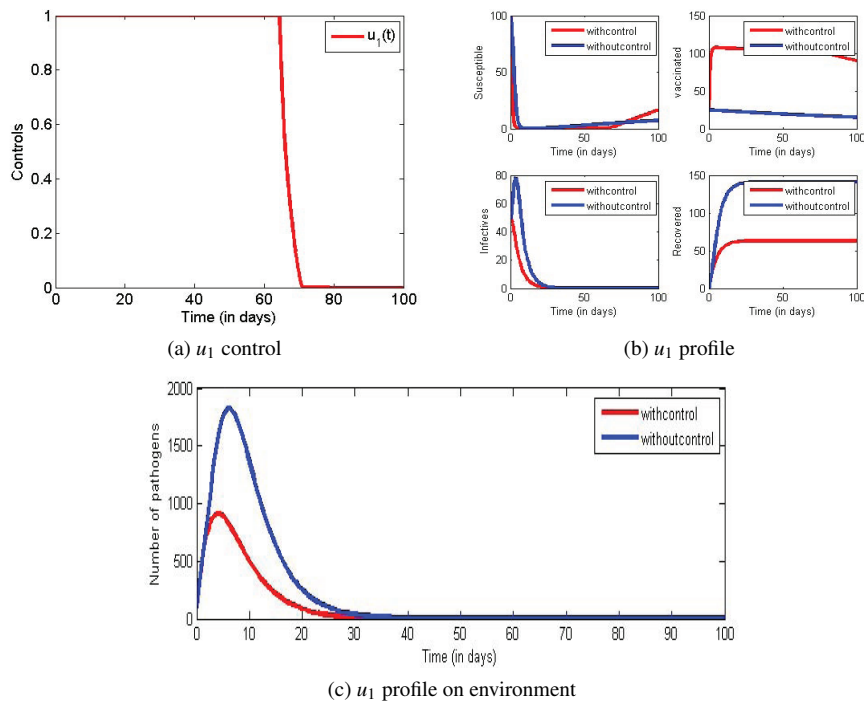 1
0.8
0.6
0.4
0.2
0
Controls
0 20 40 60 80 100
Time (in days)
u₁(t)
(a) u₁ control
100
50
0
Susceptible
0 50 100
Time (in days)
withcontrol
withoutcontrol
150
100
50
0
vaccinated
0 50 100
Time (in days)
withcontrol
withoutcontrol
80
60
40
20
0
Infectives
0 50 100
Time (in days)
withcontrol
withoutcontrol
150
100
50
0
Recovered
0 50 100
Time (in days)
withcontrol
withoutcontrol
(b) u₁ profile
2000
1500
1000
500
0
Number of pathogens
0 10 20 30 40 50 60 70 80 90 100
Time (in days)
withcontrol
withoutcontrol
(c) u₁ profile on environment